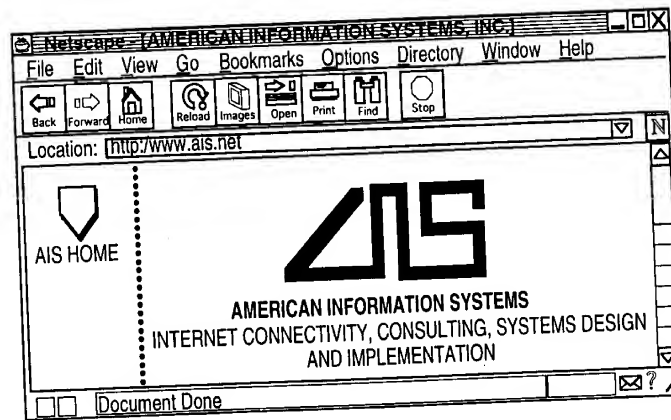 Netscape - [AMERICAN INFORMATION SYSTEMS, INC.]
File Edit View Go Bookmarks Options Directory Window Help
Back Forward Home Reload Images Open Print Find Stop
Location: http:/www.ais.net N
AIS HOME
AIS
AMERICAN INFORMATION SYSTEMS
INTERNET CONNECTIVITY, CONSULTING, SYSTEMS DESIGN
AND IMPLEMENTATION
Document Done ?